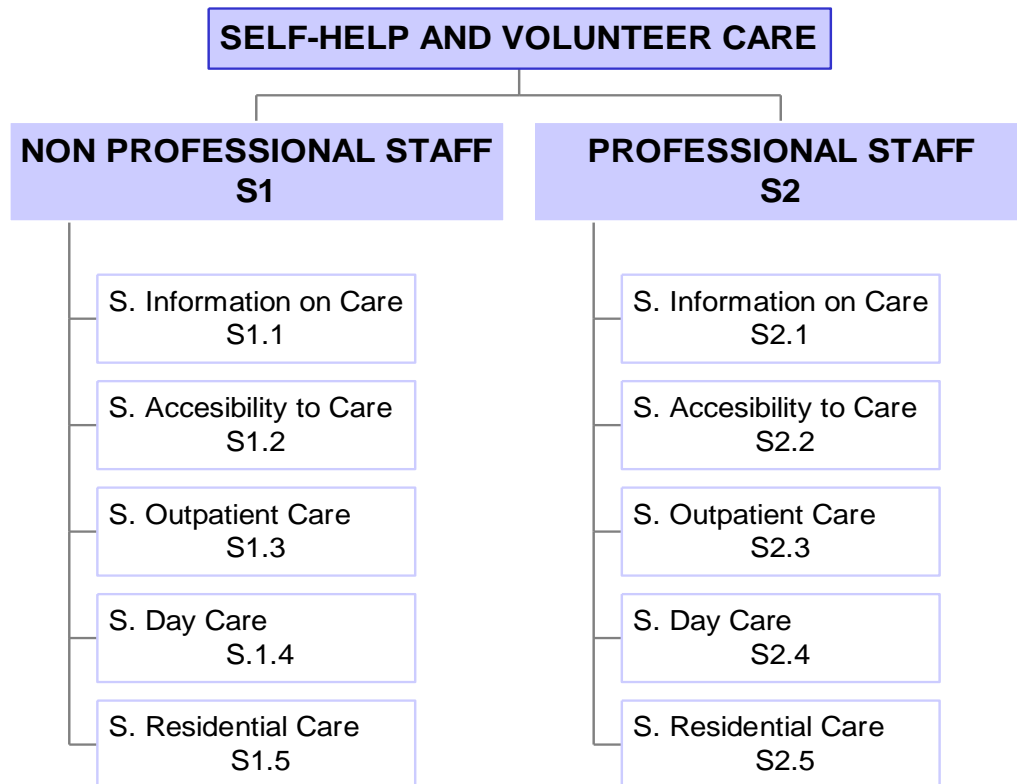 SELF-HELP AND VOLUNTEER CARE
NON PROFESSIONAL STAFF
S1
S. Information on Care
S1.1
S. Accesibility to Care
S1.2
S. Outpatient Care
S1.3
S. Day Care
S.1.4
S. Residential Care
S1.5
PROFESSIONAL STAFF
S2
S. Information on Care
S2.1
S. Accesibility to Care
S2.2
S. Outpatient Care
S2.3
S. Day Care
S2.4
S. Residential Care
S2.5